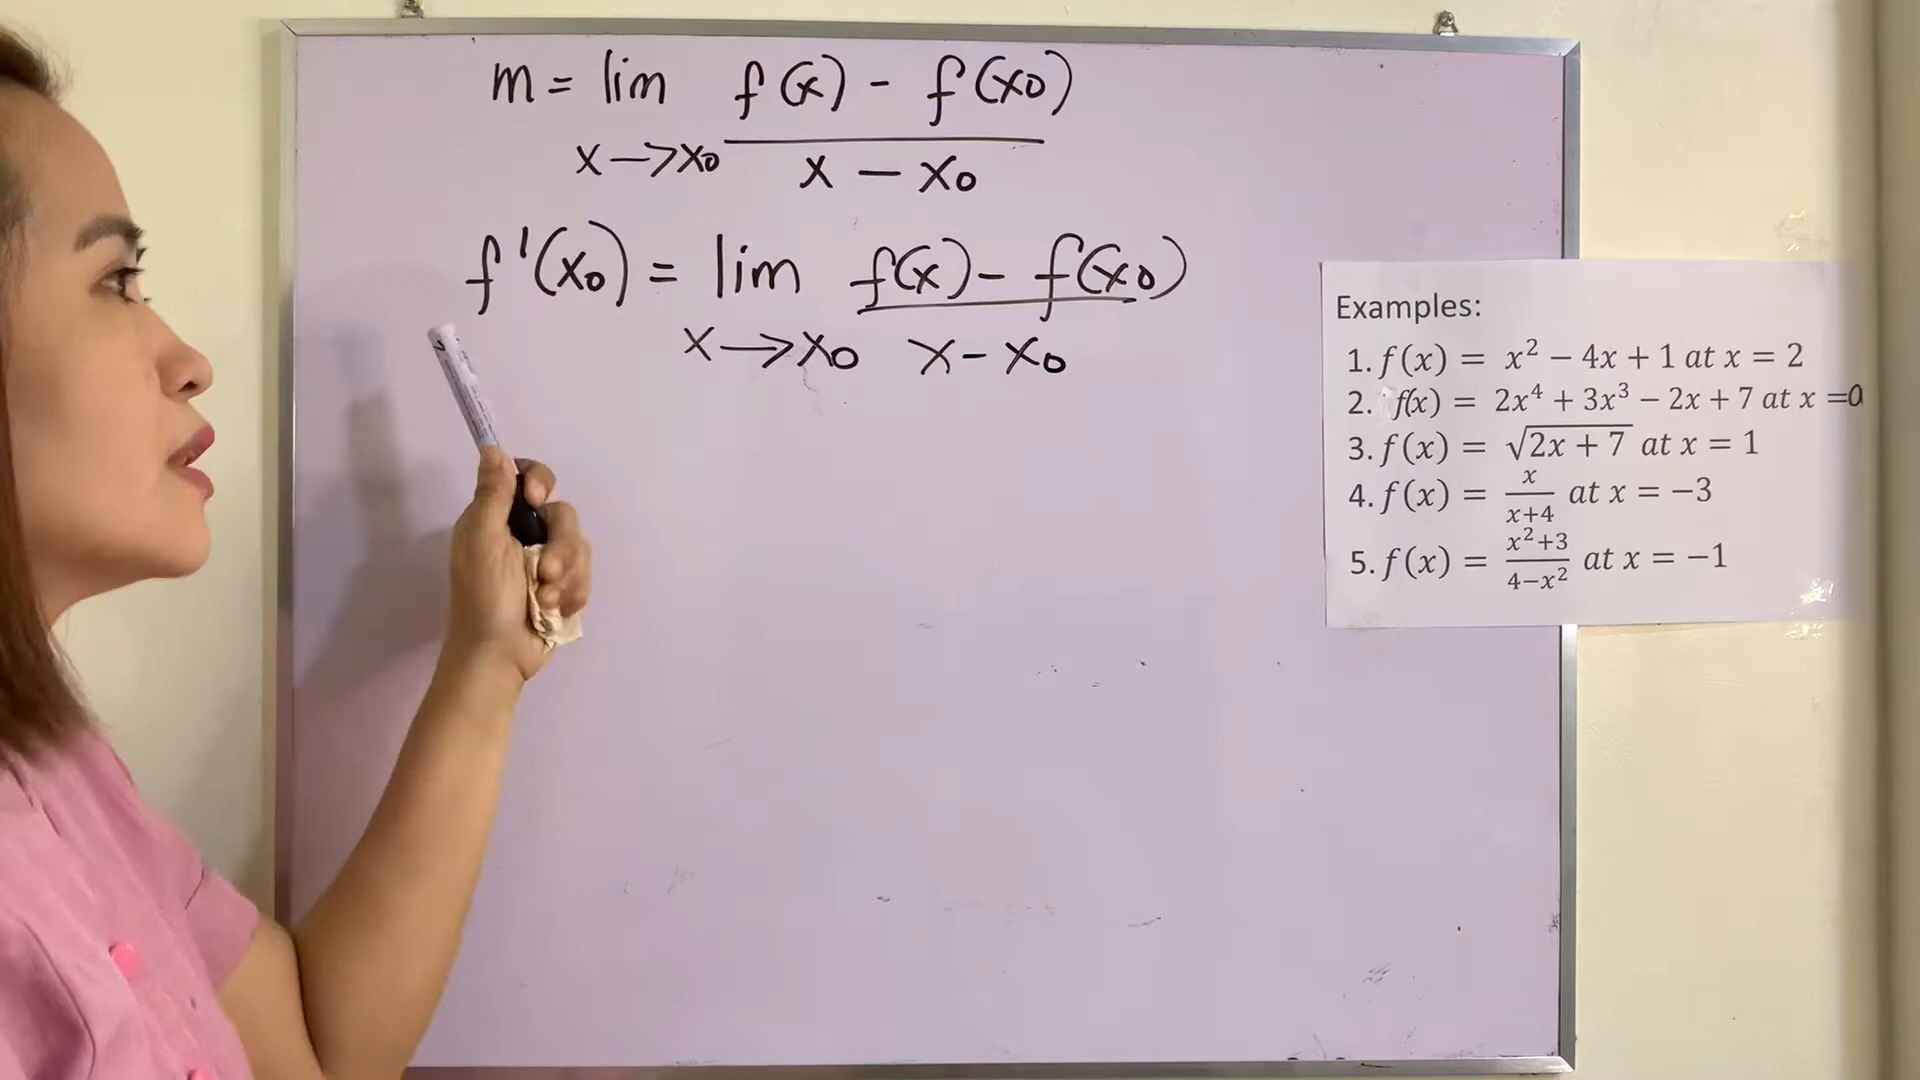 m = lim f(x) - f(x0)
x → x0 x - x0
f'(x0) = lim f(x) - f(x0)
x → x0 x - x0
Examples:
1. f(x) = x² − 4x + 1 at x = 2
2. f(x) = 2x⁴ + 3x³ − 2x + 7 at x =0
3. f(x) = √2x + 7 at x = 1
4. f(x) = x/x+4 at x = −3
5. f(x) = x²+3/4−x² at x = −1